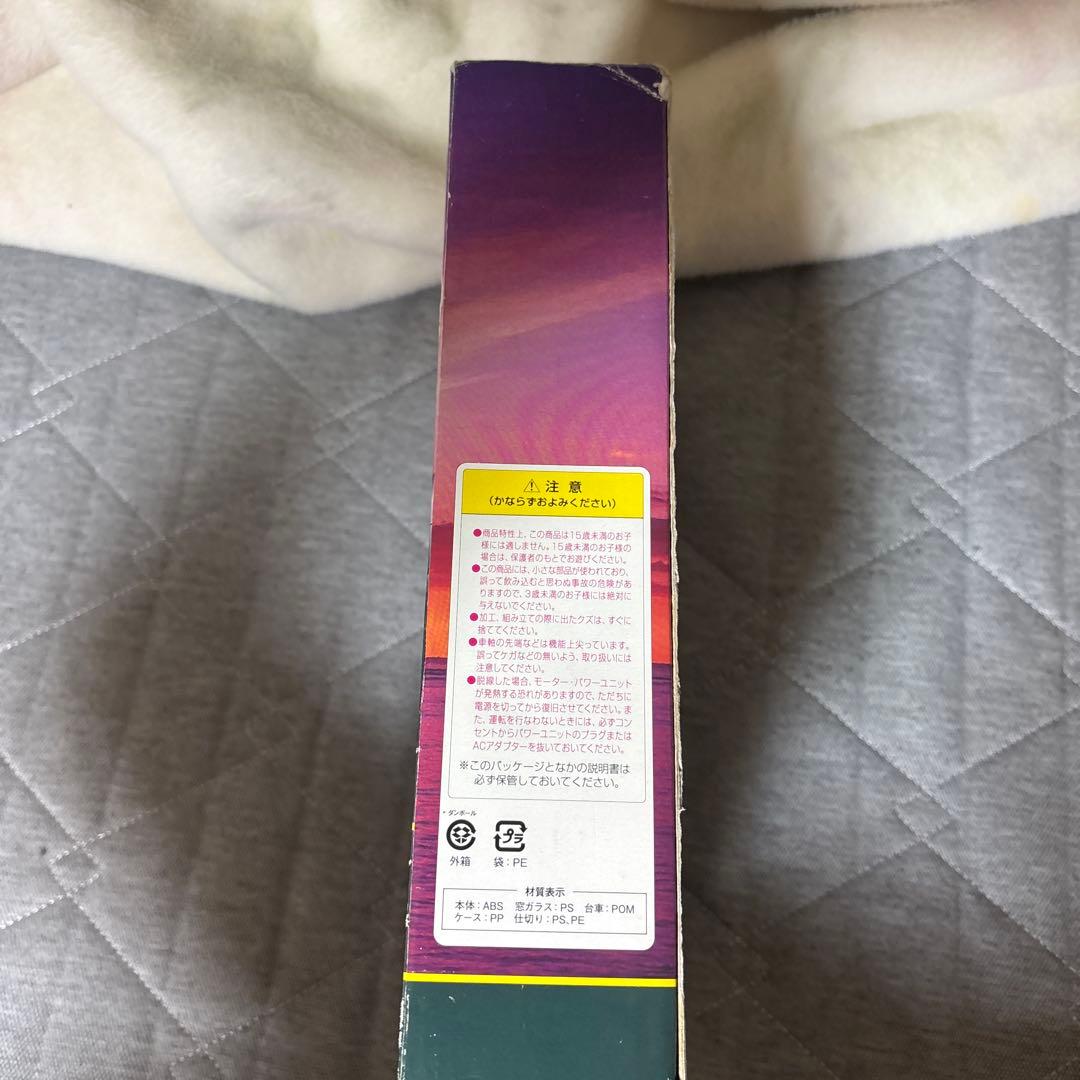 ⚠注意
(かならずおよみください)
●商品特性上、この商品は15歳未満のお子
様には適しません。15歳未満のお子様の
場合は、保護者のもとでお遊びください。
●この商品には、小さな部品が使われており、
誤って飲み込むと思わぬ事故の危険があ
りますので、3歳未満のお子様には絶対に
与えないでください。
●加工、組み立ての際に出たクズは、すぐに
捨ててください。
●車軸の先端などは機能上尖っています。
誤ってケガなどの無いよう、取り扱いには
注意してください。
●脱線した場合、モーター・パワーユニット
が発熱する恐れがありますので、ただちに
電源を切ってから復旧させてください。ま
た、運転を行なわないときには、必ずコン
セントからパワーユニットのプラグまたは
ACアダプターを抜いておいてください。
※このパッケージとなかの説明書は
必ず保管しておいてください。
ダンボール
プラ
外箱 袋:PE
材質表示
本体:ABS 窓ガラス:PS 台車:POM
ケース:PP 仕切り:PS、PE